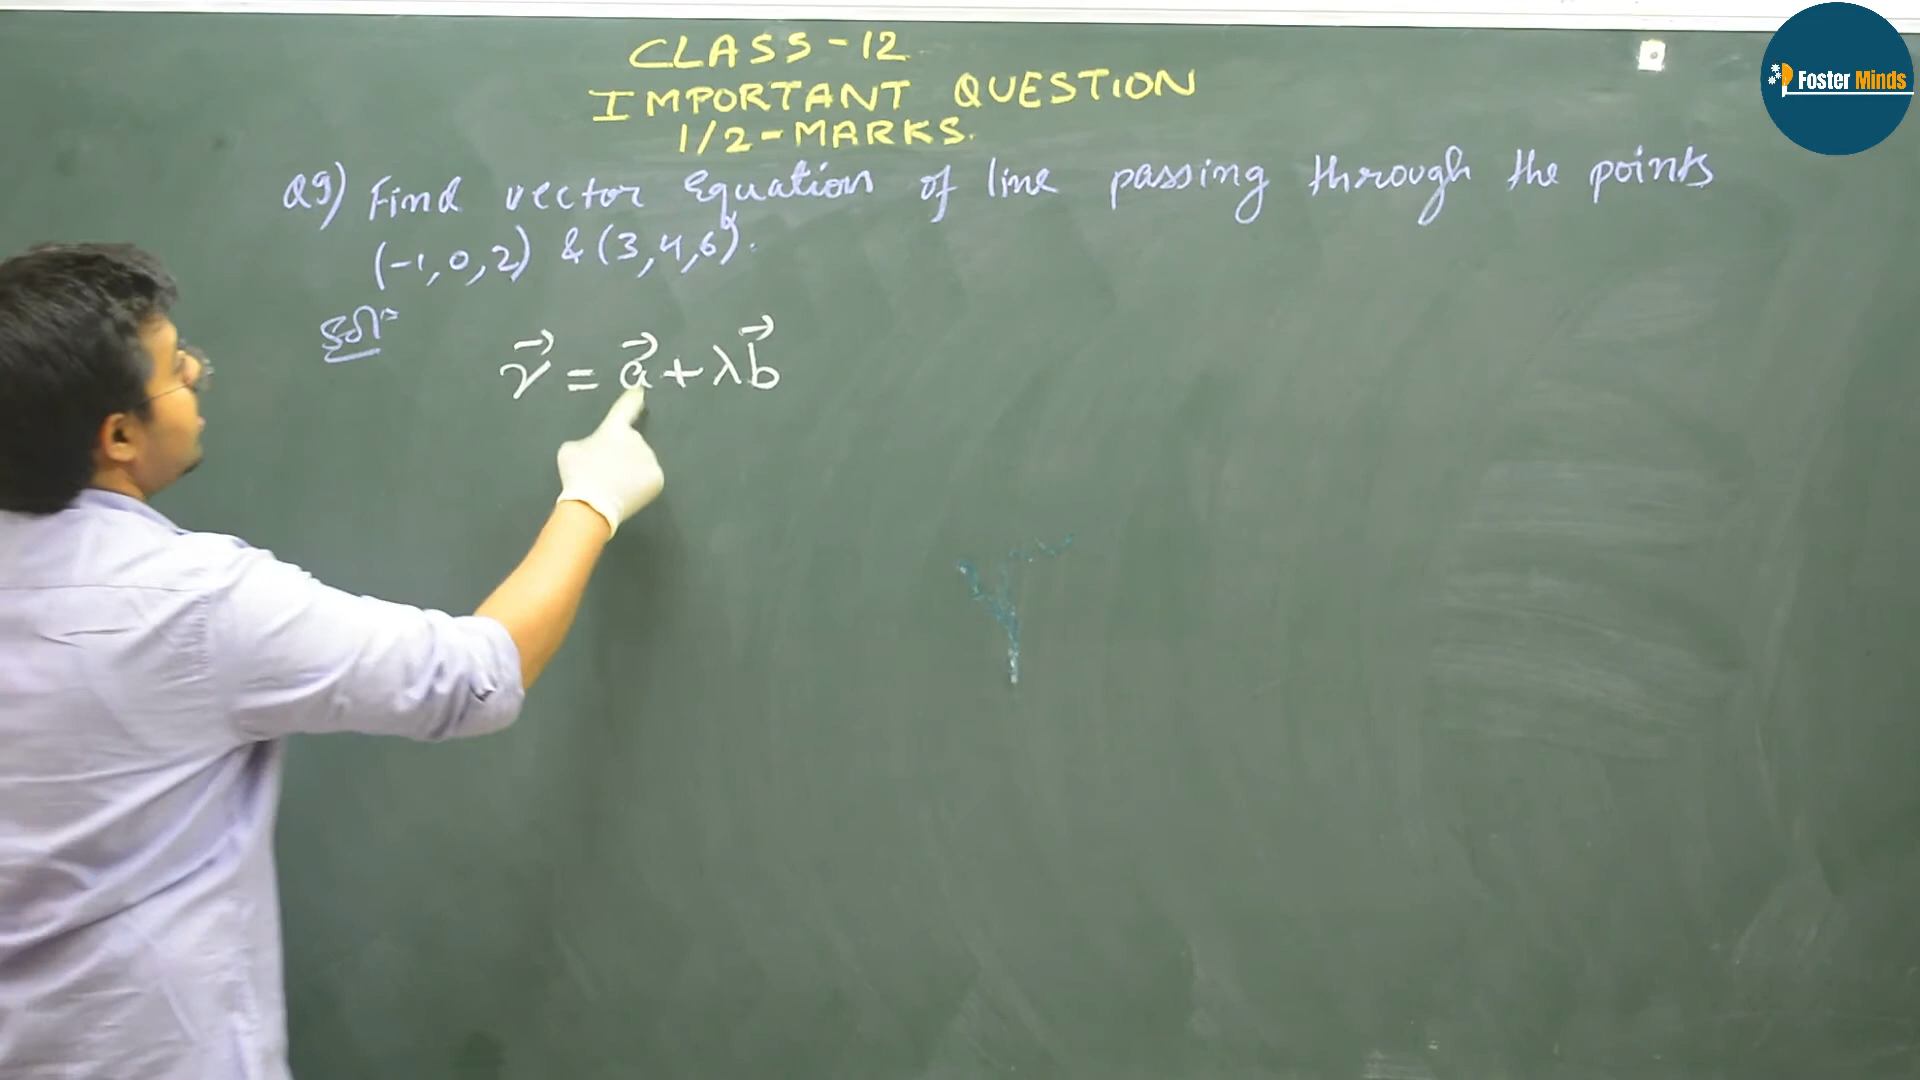 CLASS-12
IMPORTANT QUESTION
1/2-MARKS.
Foster Minds
Q9) Find vector Equation of line passing through the points
(-1,0,2) & (3,4,6).
Solⁿ
r⃗ = a⃗ + λb⃗